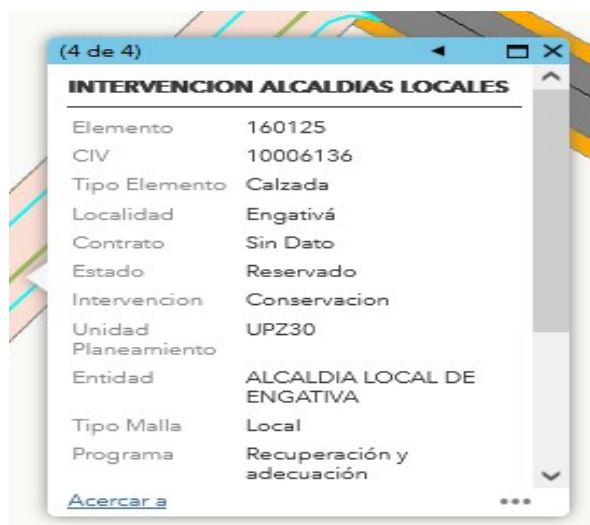 (4 de 4)
INTERVENCION ALCALDIAS LOCALES
Elemento 160125
CIV 10006136
Tipo Elemento Calzada
Localidad Engativá
Contrato Sin Dato
Estado Reservado
Intervencion Conservacion
Unidad Planeamiento UPZ30
Entidad ALCALDIA LOCAL DE
ENGATIVA
Tipo Malla Local
Programa Recuperación y
adecuación
Acercar a